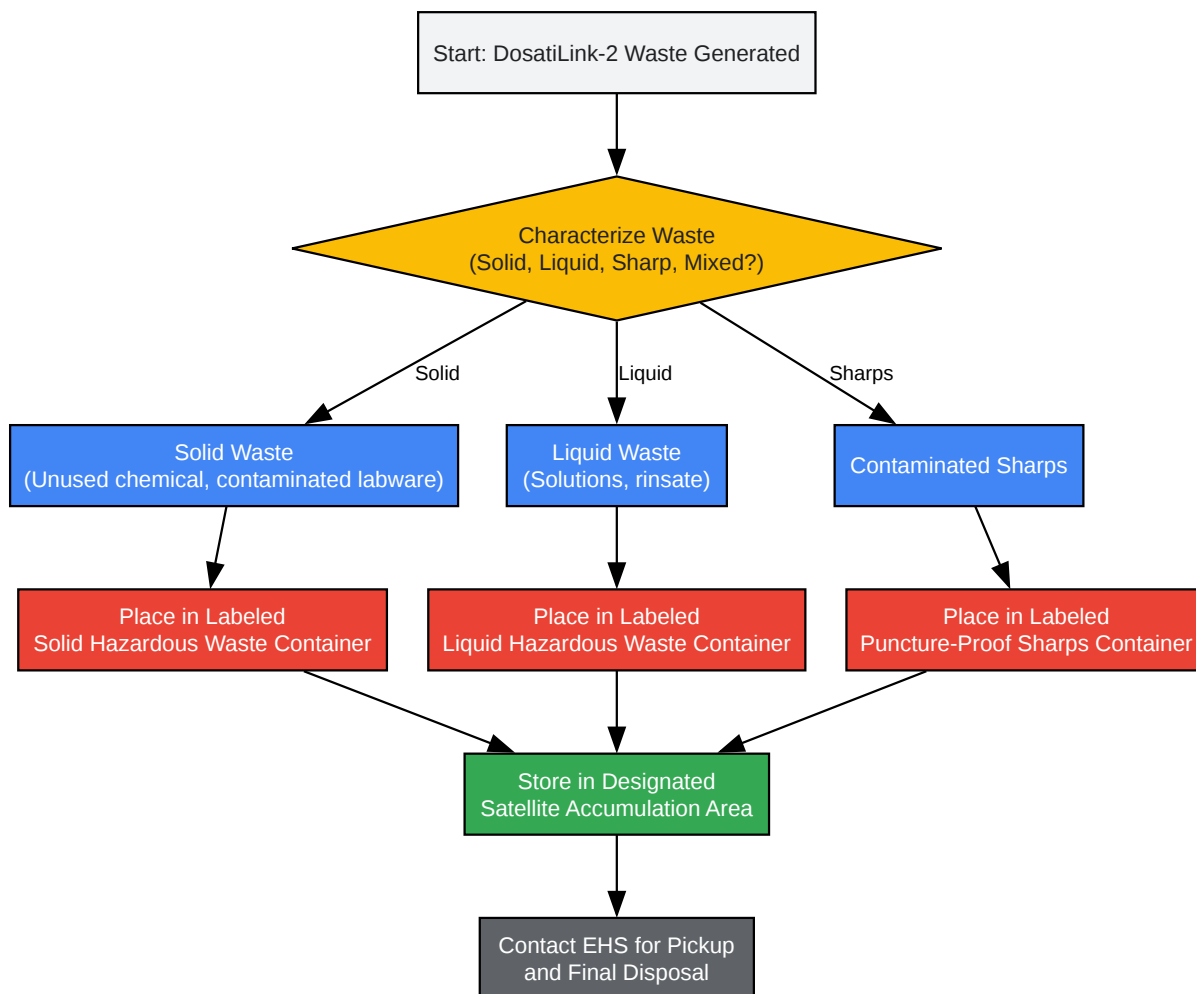 Start: DosatiLink-2 Waste Generated
Characterize Waste
(Solid, Liquid, Sharp, Mixed?)
Solid
Liquid
Sharps
Solid Waste
(Unused chemical, contaminated labware)
Liquid Waste
(Solutions, rinsate)
Contaminated Sharps
Place in Labeled
Solid Hazardous Waste Container
Place in Labeled
Liquid Hazardous Waste Container
Place in Labeled
Puncture-Proof Sharps Container
Store in Designated
Satellite Accumulation Area
Contact EHS for Pickup
and Final Disposal